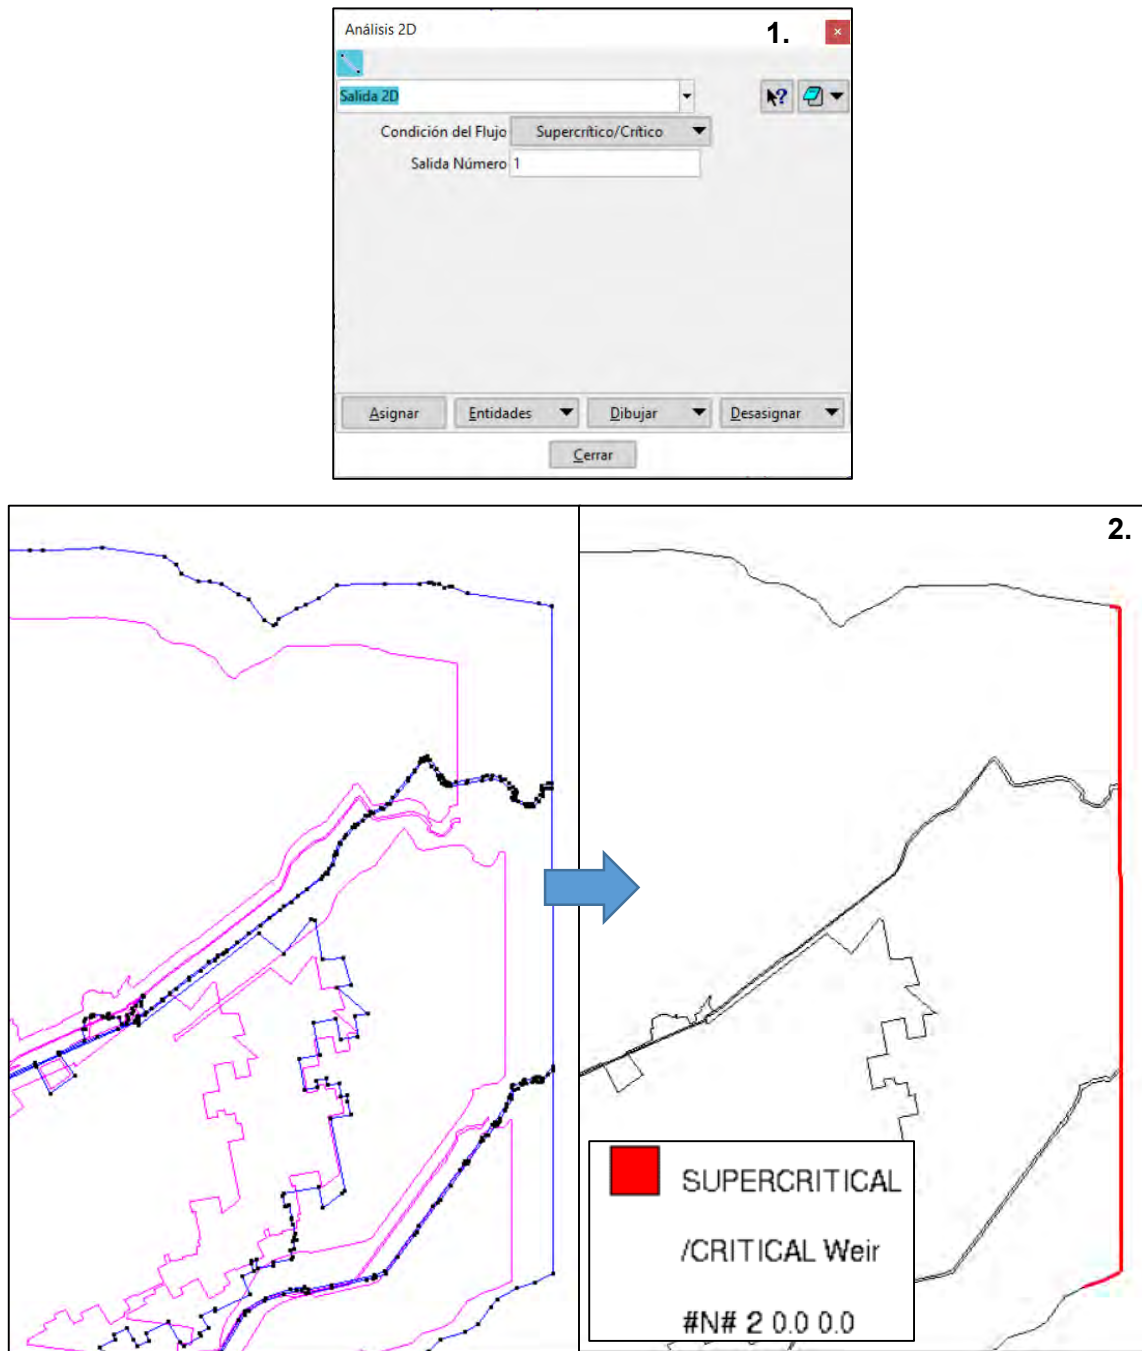 Análisis 2D
1.
Salida 2D
Condición del Flujo Supercrítico/Crítico
Salida Número 1
Asignar Entidades Dibujar Desasignar
Cerrar
2.
SUPERCRITICAL
/CRITICAL Weir
#N# 2 0.0 0.0